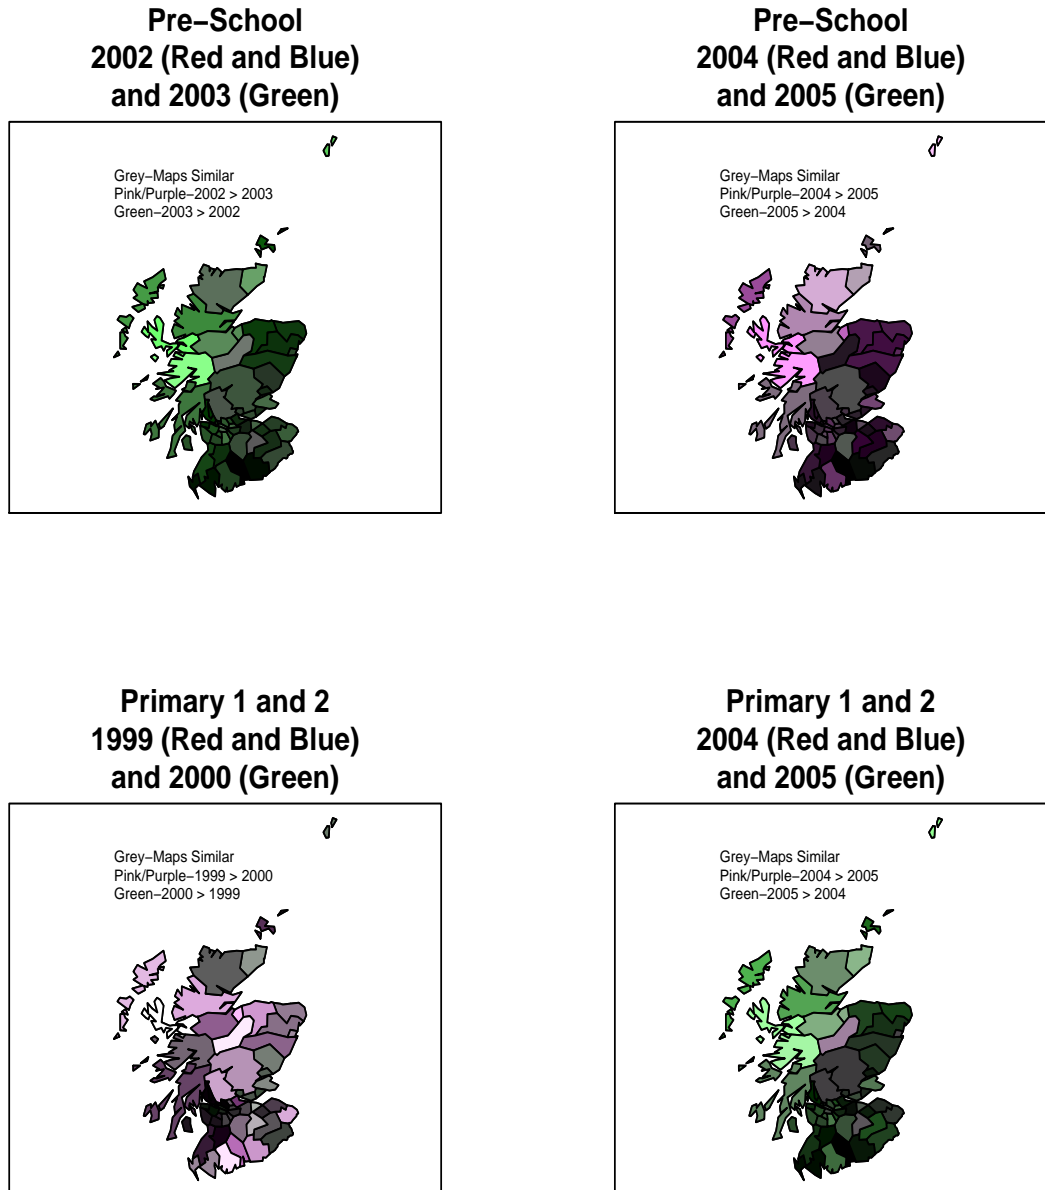 Pre−School
2002 (Red and Blue)
and 2003 (Green)
Grey−Maps Similar
Pink/Purple−2002 > 2003
Green−2003 > 2002
Pre−School
2004 (Red and Blue)
and 2005 (Green)
Grey−Maps Similar
Pink/Purple−2004 > 2005
Green−2005 > 2004
Primary 1 and 2
1999 (Red and Blue)
and 2000 (Green)
Grey−Maps Similar
Pink/Purple−1999 > 2000
Green−2000 > 1999
Primary 1 and 2
2004 (Red and Blue)
and 2005 (Green)
Grey−Maps Similar
Pink/Purple−2004 > 2005
Green−2005 > 2004